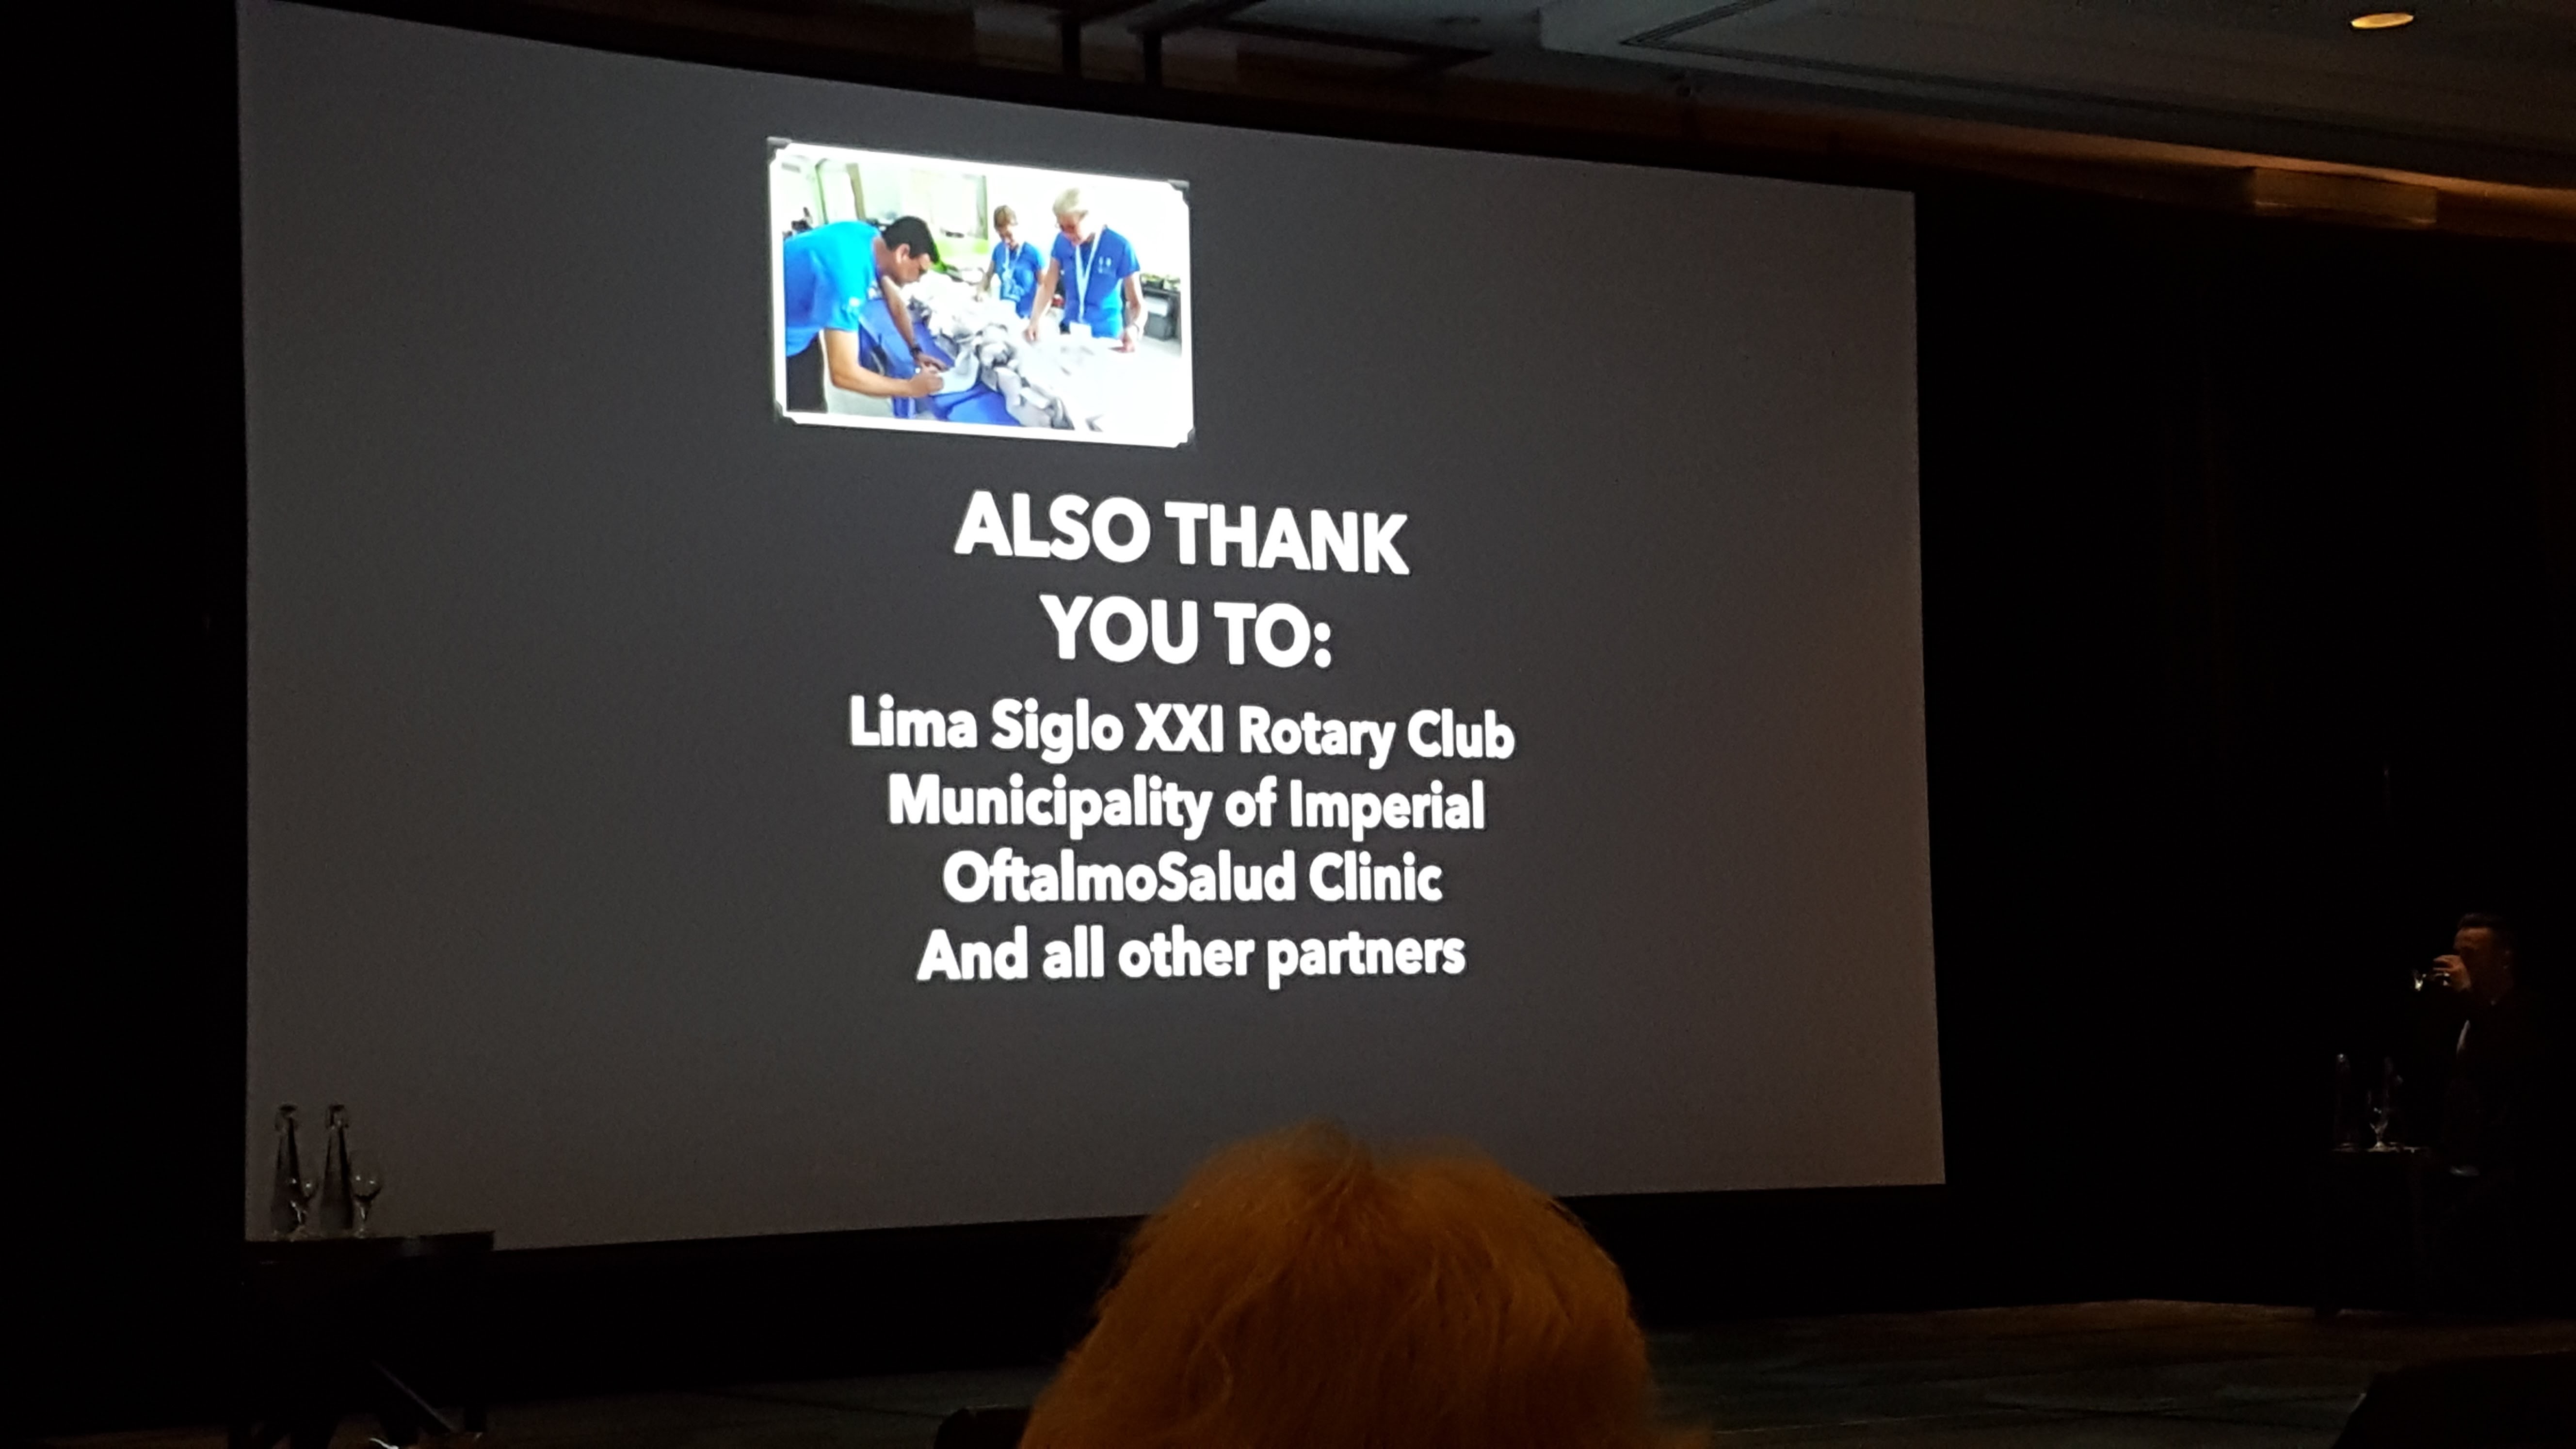 ALSO THANK
YOU TO:
Lima Siglo XXI Rotary Club
Municipality of Imperial
OftalmoSalud Clinic
And all other partners